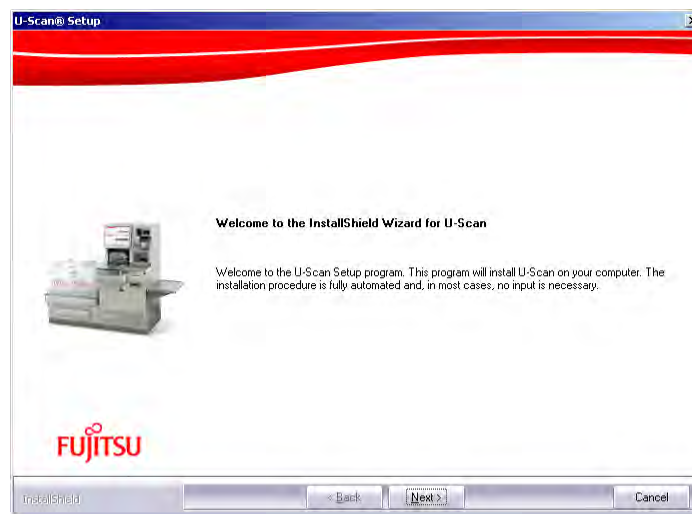 U-Scan® Setup
Welcome to the InstallShield Wizard for U-Scan
Welcome to the U-Scan Setup program. This program will install U-Scan on your computer. The
installation procedure is fully automated and, in most cases, no input is necessary.
FUJITSU
InstallShield
< Back
Next >
Cancel